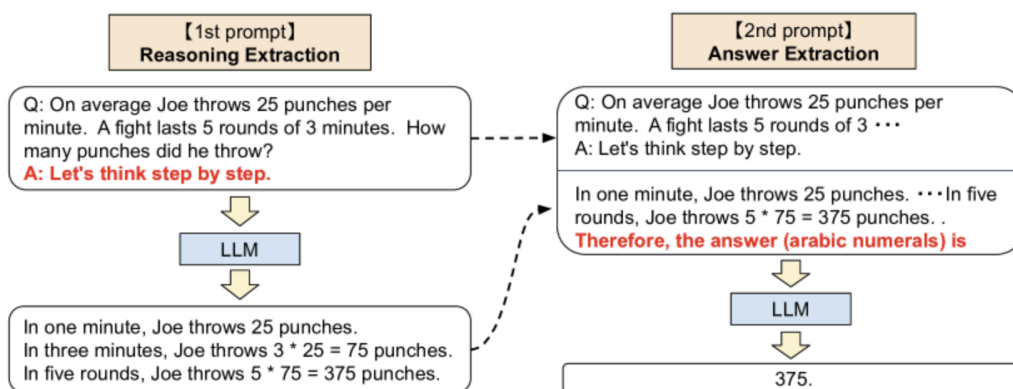 【1st prompt】
Reasoning Extraction
Q: On average Joe throws 25 punches per
minute.  A fight lasts 5 rounds of 3 minutes.  How
many punches did he throw?
A: Let's think step by step.
LLM
In one minute, Joe throws 25 punches.
In three minutes, Joe throws 3 * 25 = 75 punches.
In five rounds, Joe throws 5 * 75 = 375 punches.
【2nd prompt】
Answer Extraction
Q: On average Joe throws 25 punches per
minute.  A fight lasts 5 rounds of 3 ···
A: Let's think step by step.
In one minute, Joe throws 25 punches.  ···In five
rounds, Joe throws 5 * 75 = 375 punches. .
Therefore, the answer (arabic numerals) is
LLM
375.